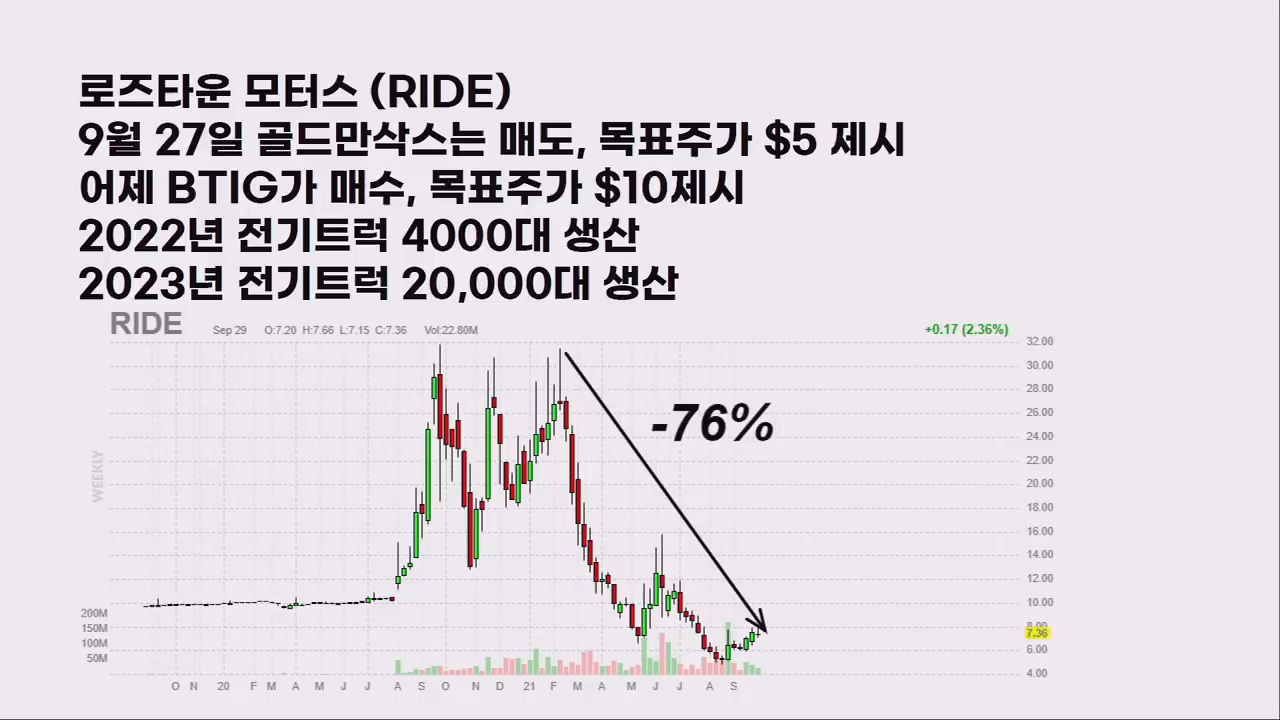 로즈타운 모터스 (RIDE)
9월 27일 골드만삭스는 매도, 목표주가 $5 제시
어제 BTIG가 매수, 목표주가 $10제시
2022년 전기트럭 4000대 생산
2023년 전기트럭 20,000대 생산
RIDE Sep 29 O:7.20 H:7.66 L:7.15 C:7.36 Vol:22.80M +0.17 (2.36%)
32.00
30.00
28.00
26.00
-76%
24.00
22.00
WEEKLY
20.00
18.00
16.00
14.00
12.00
10.00
200M
8.00
150M
7.36
100M
6.00
50M
4.00
O N 20 F M A M J J A S O N D 21 F M A M J J A S